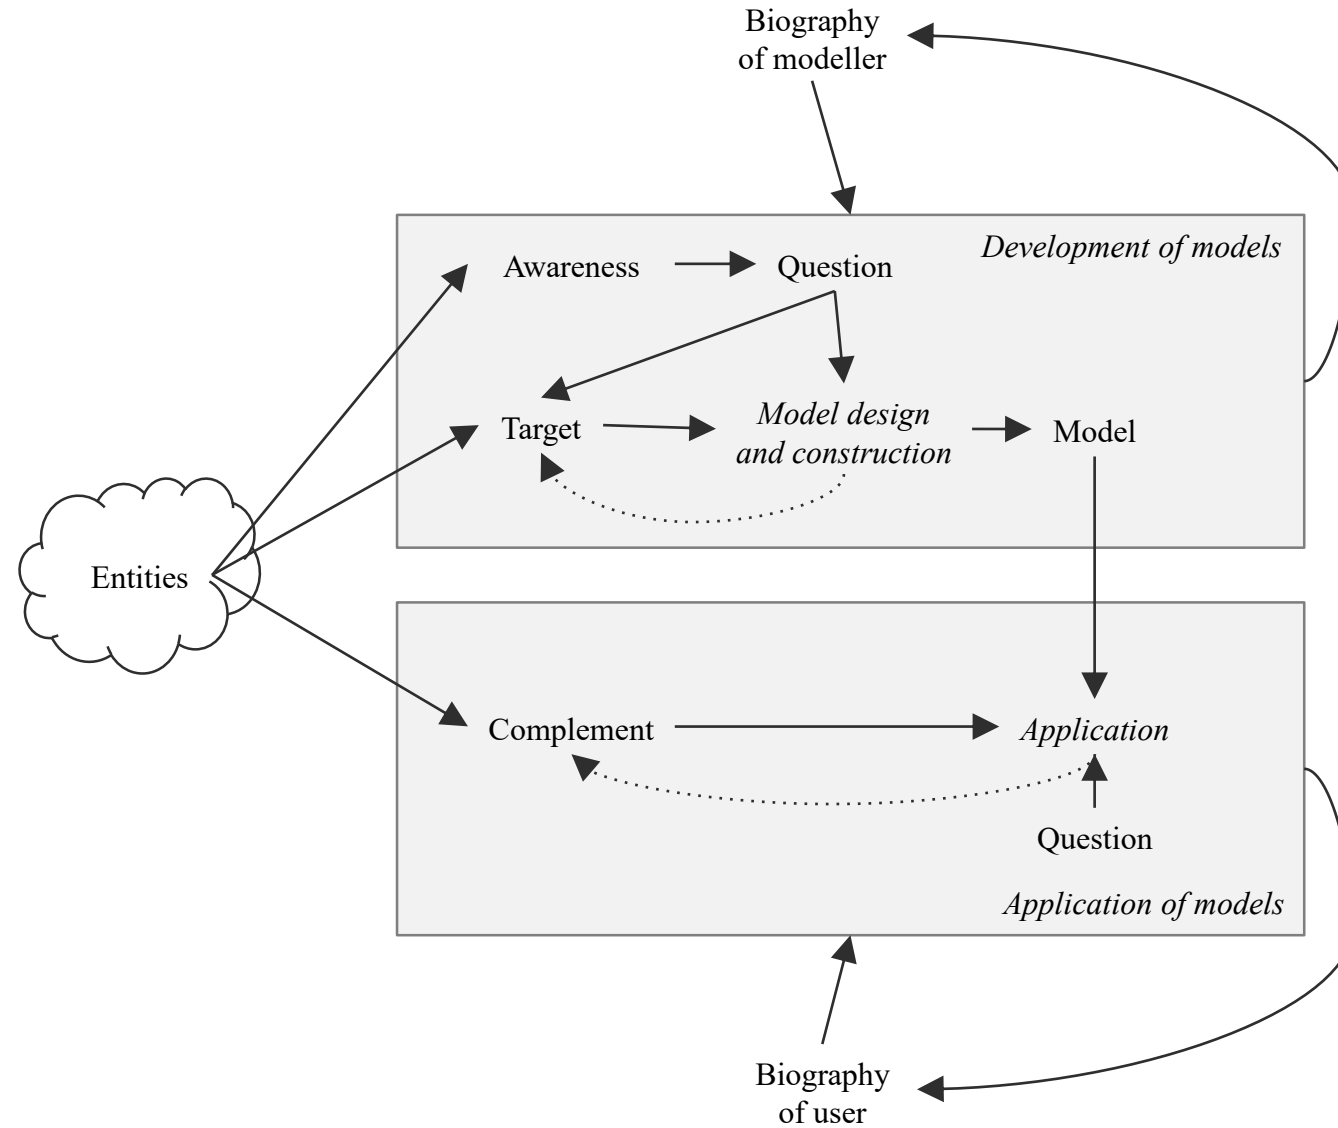 Biography
of modeller
Development of models
Awareness
Question
Target
Model design
and construction
Model
Entities
Complement
Application
Question
Application of models
Biography
of user